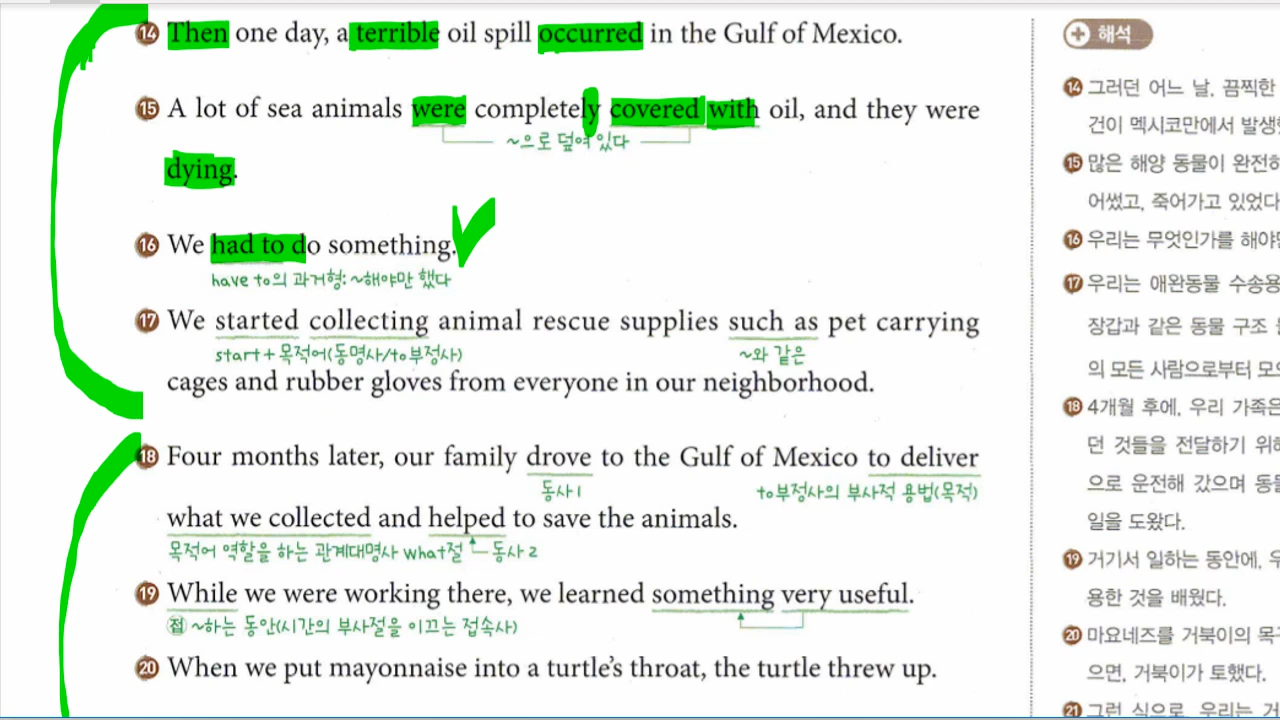 ⑭ Then one day, a terrible oil spill occurred in the Gulf of Mexico.
⑮ A lot of sea animals were completely covered with oil, and they were
~으로 덮여 있다
dying.
⑯ We had to do something.
have to의 과거형: ~해야만 했다
⑰ We started collecting animal rescue supplies such as pet carrying
start + 목적어(동명사/to부정사)
~와 같은
cages and rubber gloves from everyone in our neighborhood.
⑱ Four months later, our family drove to the Gulf of Mexico to deliver
동사1
to부정사의 부사적 용법(목적)
what we collected and helped to save the animals.
목적어 역할을 하는 관계대명사 what절
동사2
⑲ While we were working there, we learned something very useful.
접 ~하는 동안(시간의 부사절을 이끄는 접속사)
⑳ When we put mayonnaise into a turtle's throat, the turtle threw up.
해석
⑭ 그러던 어느 날, 끔찍한
건이 멕시코만에서 발생
⑮ 많은 해양 동물이 완전
어썼고, 죽어가고 있었다
⑯ 우리는 무엇인가를 해야
⑰ 우리는 애완동물 수송용
장갑과 같은 동물 구조
의 모든 사람으로부터 모
⑱ 4개월 후에, 우리 가족은
던 것들을 전달하기 위
으로 운전해 갔으며 동
일을 도왔다.
⑲ 거기서 일하는 동안에,
용한 것을 배웠다.
⑳ 마요네즈를 거북이의 목
으면, 거북이가 토했다.
㉑ 그런 식으로, 우리는 거